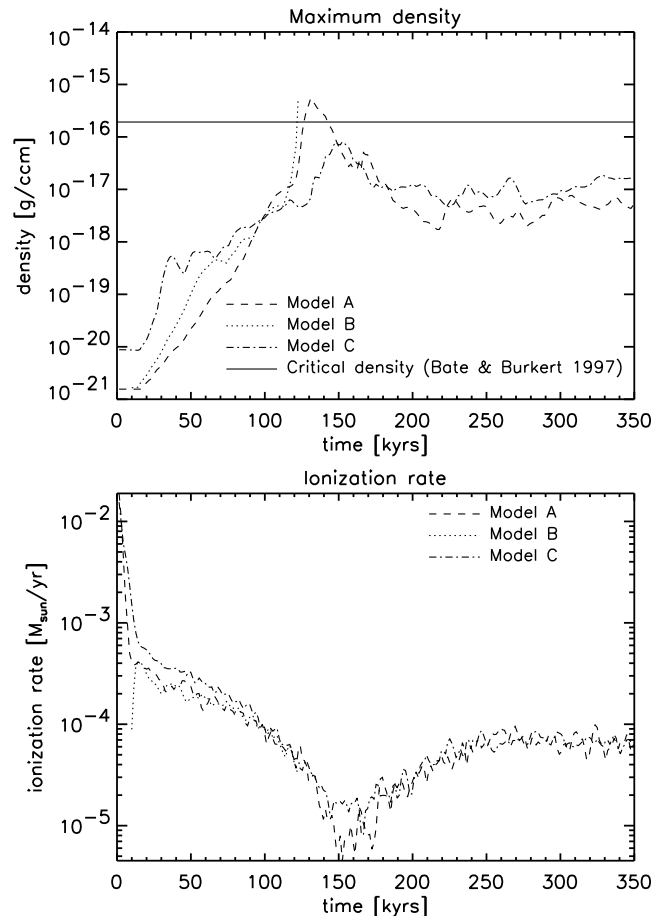 Maximum density
10^-14
10^-15
10^-16
10^-17
10^-18
10^-19
10^-20
10^-21
density [g/ccm]
Model A
Model B
Model C
Critical density (Bate & Burkert 1997)
0 50 100 150 200 250 300 350
time [kyrs]
Ionization rate
10^-2
10^-3
10^-4
10^-5
ionization rate [M_sun/yr]
Model A
Model B
Model C
0 50 100 150 200 250 300 350
time [kyrs]